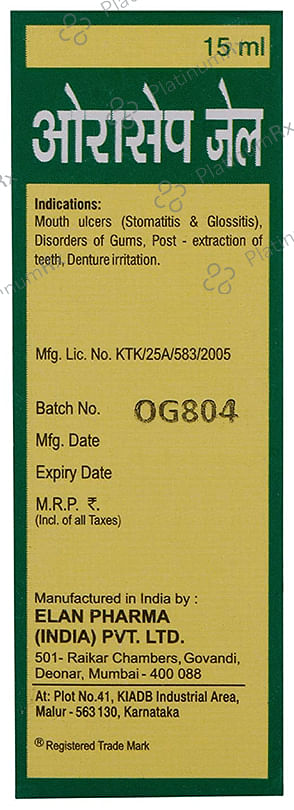 15 ml
ओरासेप जेल
Indications:
Mouth ulcers (Stomatitis & Glossitis),
Disorders of Gums, Post - extraction of
teeth, Denture irritation.
Mfg. Lic. No. KTK/25A/583/2005
Batch No. OG804
Mfg. Date
Expiry Date
M.R.P. ₹.
(Incl. of all Taxes)
Manufactured in India by :
ELAN PHARMA
(INDIA) PVT. LTD.
501- Raikar Chambers, Govandi,
Deonar, Mumbai - 400 088
At: Plot No.41, KIADB Industrial Area,
Malur - 563 130, Karnataka
® Registered Trade Mark
PlatinumRx